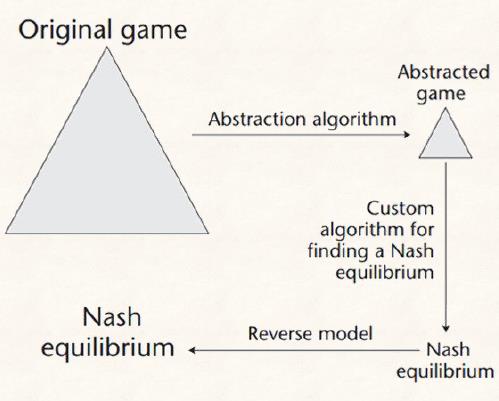 Original game
Abstracted
game
Abstraction algorithm
Custom
algorithm for
finding a Nash
equilibrium
Nash
equilibrium
Reverse model
Nash
equilibrium